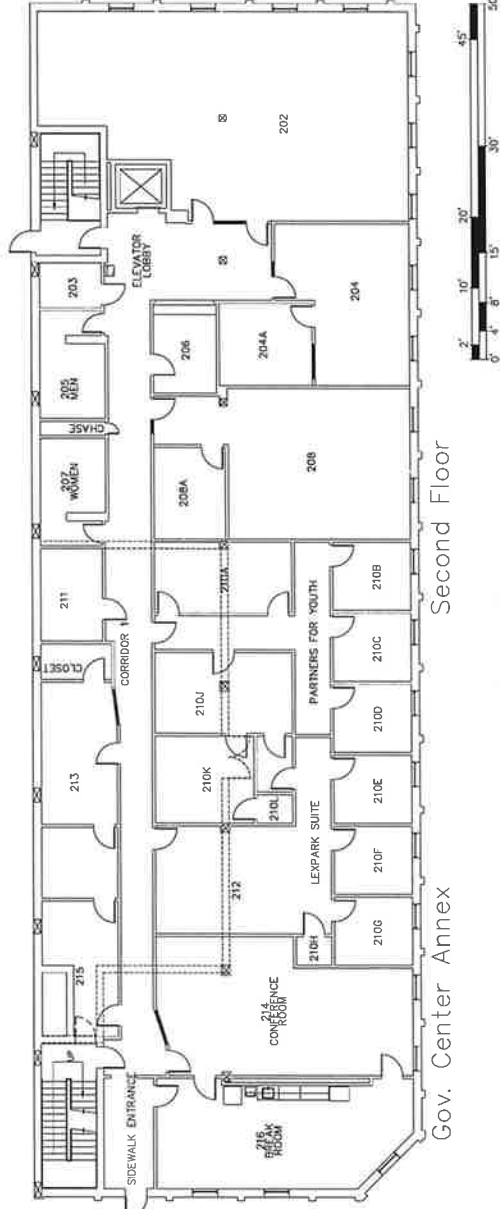 202
203
ELEVATOR
LOBBY
204
204A
205
MEN
206
CHASE
207
WOMEN
208A
208
211
CLOSET
CORRIDOR 1
210A
210J
PARTNERS FOR YOUTH
210B
210C
210D
213
210K
210L
210E
LEXPARK SUITE
210F
210G
210H
212
215
214
CONFERENCE
ROOM
UP
SIDEWALK ENTRANCE
216
BREAK
ROOM
Gov. Center Annex
Second Floor
0' 2' 4' 8' 10' 15' 20' 30' 45' 50'